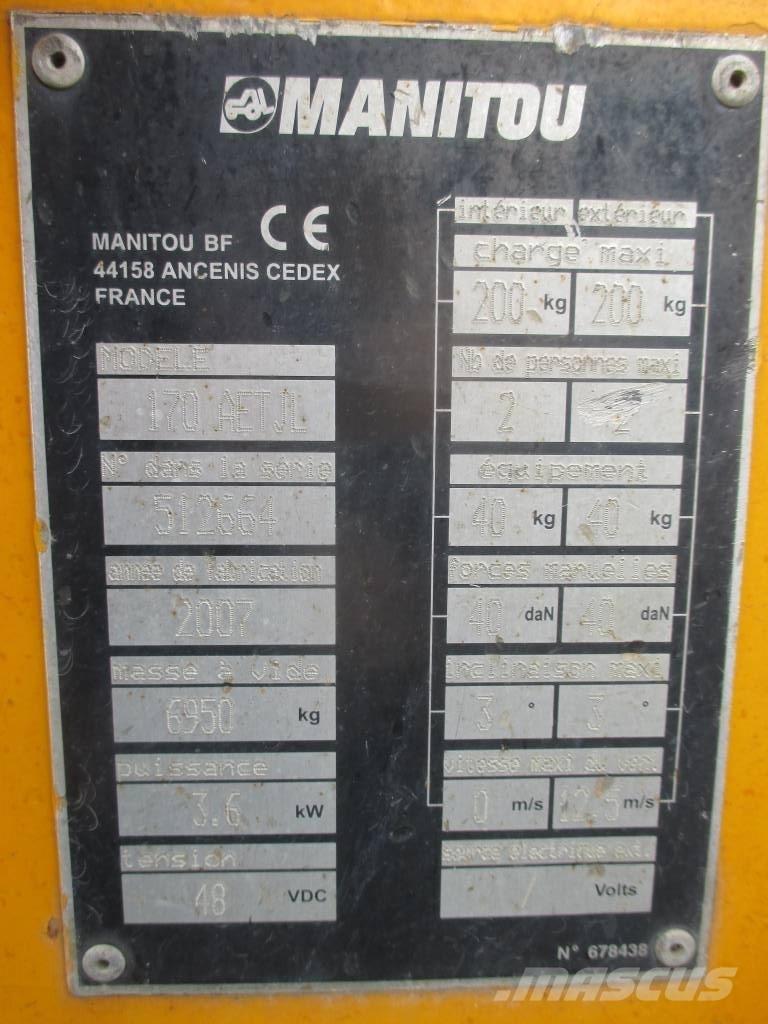 MANITOU
CE
MANITOU BF
44158 ANCENIS CEDEX
FRANCE
MODELE
170 AETJL
N° dans la série
512664
année de fabrication
2007
masse à vide
6950 kg
puissance
3.6 kW
tension
48 VDC
intérieur extérieur
charge maxi
200 kg 200 kg
Nb de personnes maxi
2 2
équipement
40 kg 40 kg
forces manuelles
40 daN 40 daN
inclinaison maxi
3 ° 3 °
vitesse maxi du vent
0 m/s 12.5 m/s
source électrique ext.
/ Volts
N° 678438
mascus